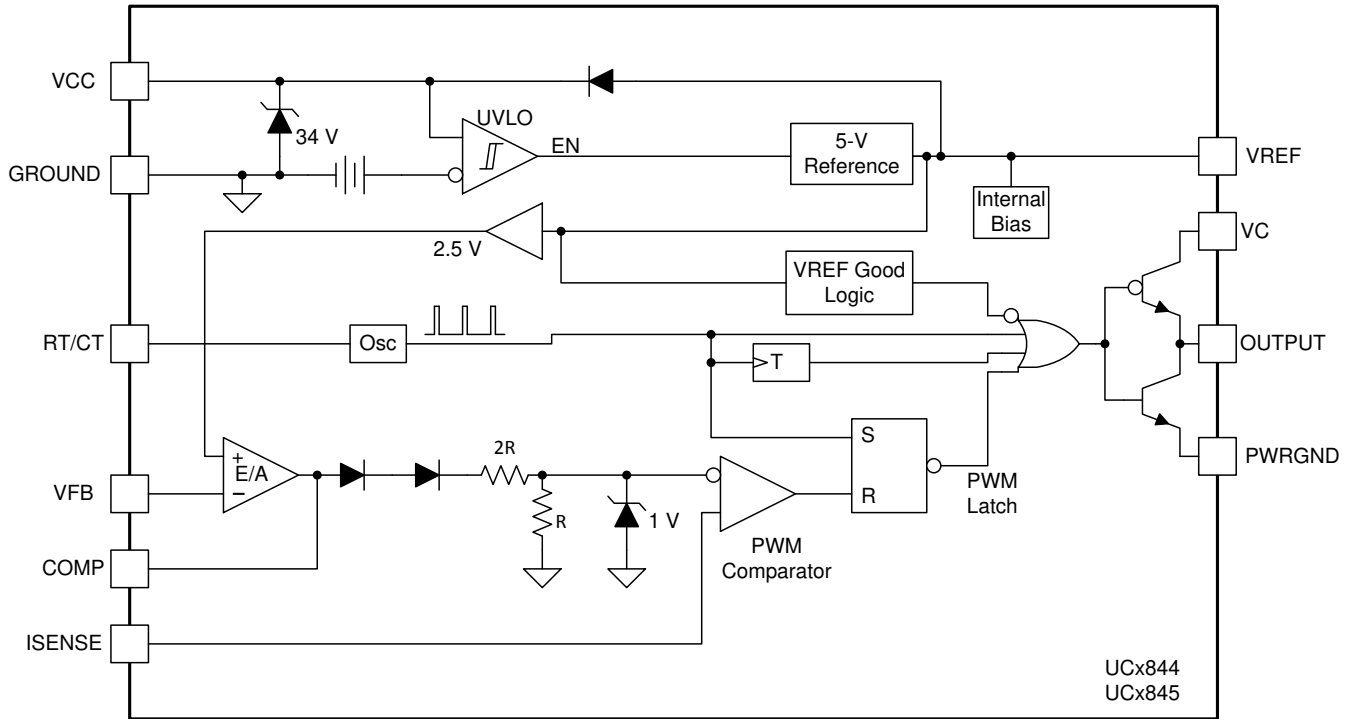 VCC
34 V
UVLO
EN
5-V
Reference
VREF
GROUND
Internal
Bias
VC
2.5 V
VREF Good
Logic
RT/CT
Osc
T
OUTPUT
S
R
PWM
Latch
PWRGND
+
E/A
−
2R
R
1 V
VFB
COMP
PWM
Comparator
ISENSE
UCx844
UCx845